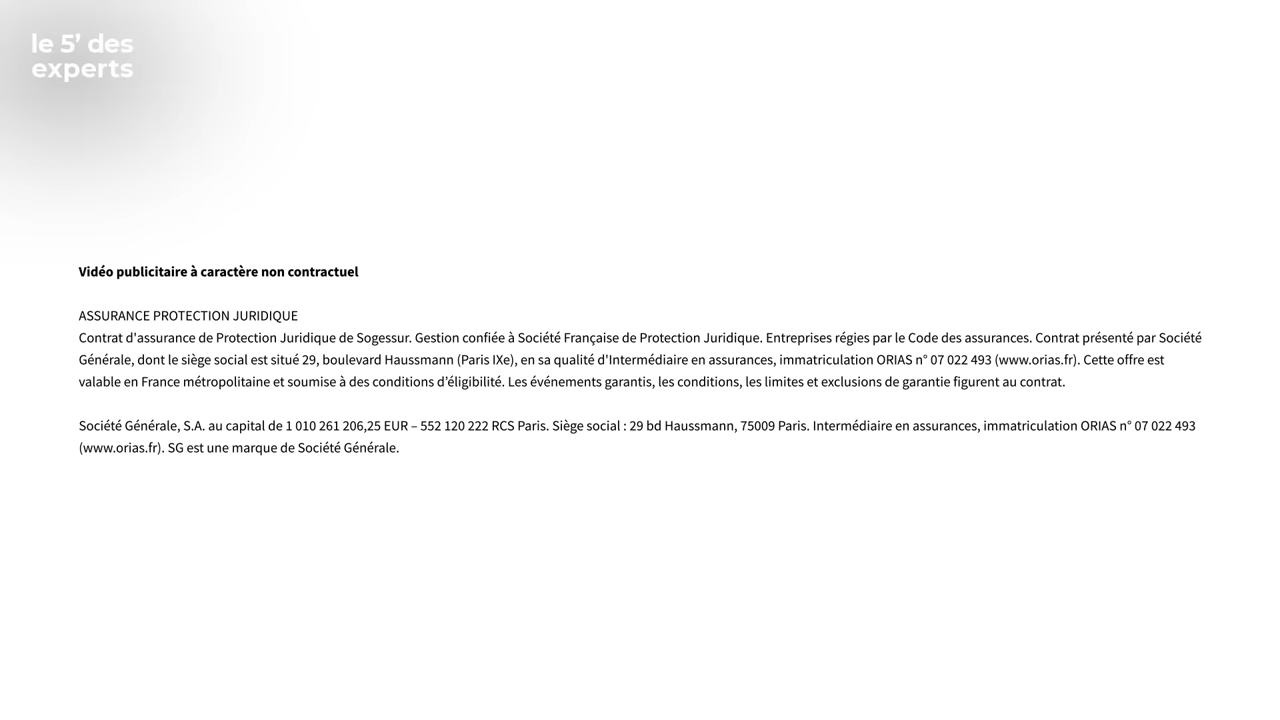 le 5’ des
experts
Vidéo publicitaire à caractère non contractuel
ASSURANCE PROTECTION JURIDIQUE
Contrat d'assurance de Protection Juridique de Sogessur. Gestion confiée à Société Française de Protection Juridique. Entreprises régies par le Code des assurances. Contrat présenté par Société
Générale, dont le siège social est situé 29, boulevard Haussmann (Paris IXe), en sa qualité d'Intermédiaire en assurances, immatriculation ORIAS n° 07 022 493 (www.orias.fr). Cette offre est
valable en France métropolitaine et soumise à des conditions d’éligibilité. Les événements garantis, les conditions, les limites et exclusions de garantie figurent au contrat.
Société Générale, S.A. au capital de 1 010 261 206,25 EUR – 552 120 222 RCS Paris. Siège social : 29 bd Haussmann, 75009 Paris. Intermédiaire en assurances, immatriculation ORIAS n° 07 022 493
(www.orias.fr). SG est une marque de Société Générale.